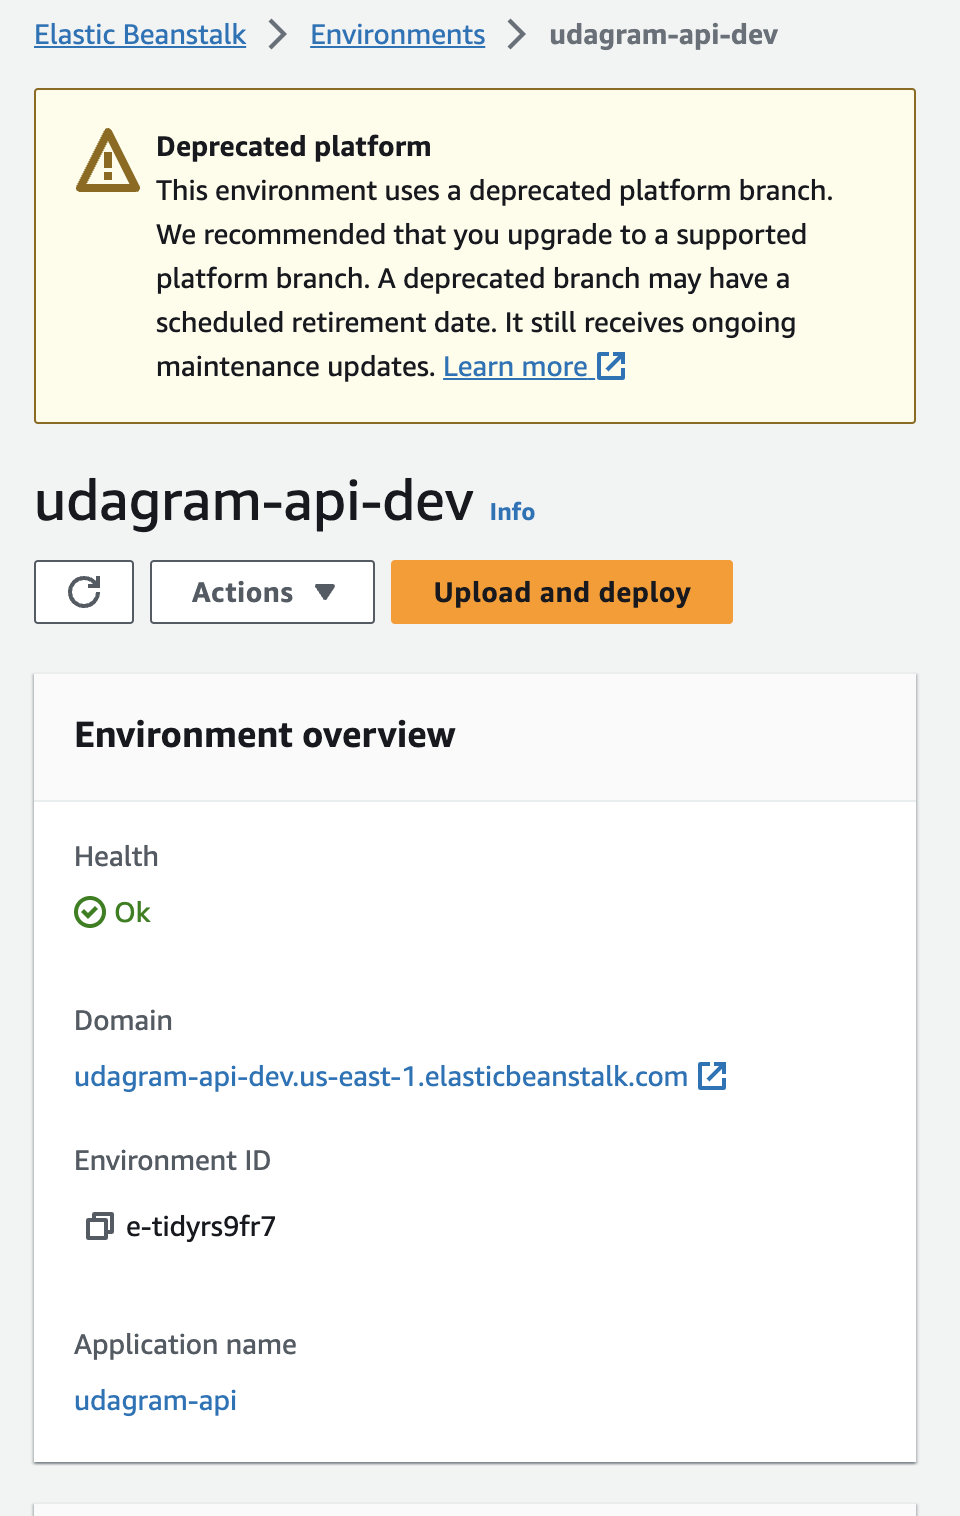 Elastic Beanstalk > Environments > udagram-api-dev
Deprecated platform
This environment uses a deprecated platform branch.
We recommended that you upgrade to a supported
platform branch. A deprecated branch may have a
scheduled retirement date. It still receives ongoing
maintenance updates. Learn more
udagram-api-dev Info
Actions Upload and deploy
Environment overview
Health
Ok
Domain
udagram-api-dev.us-east-1.elasticbeanstalk.com
Environment ID
e-tidyrs9fr7
Application name
udagram-api